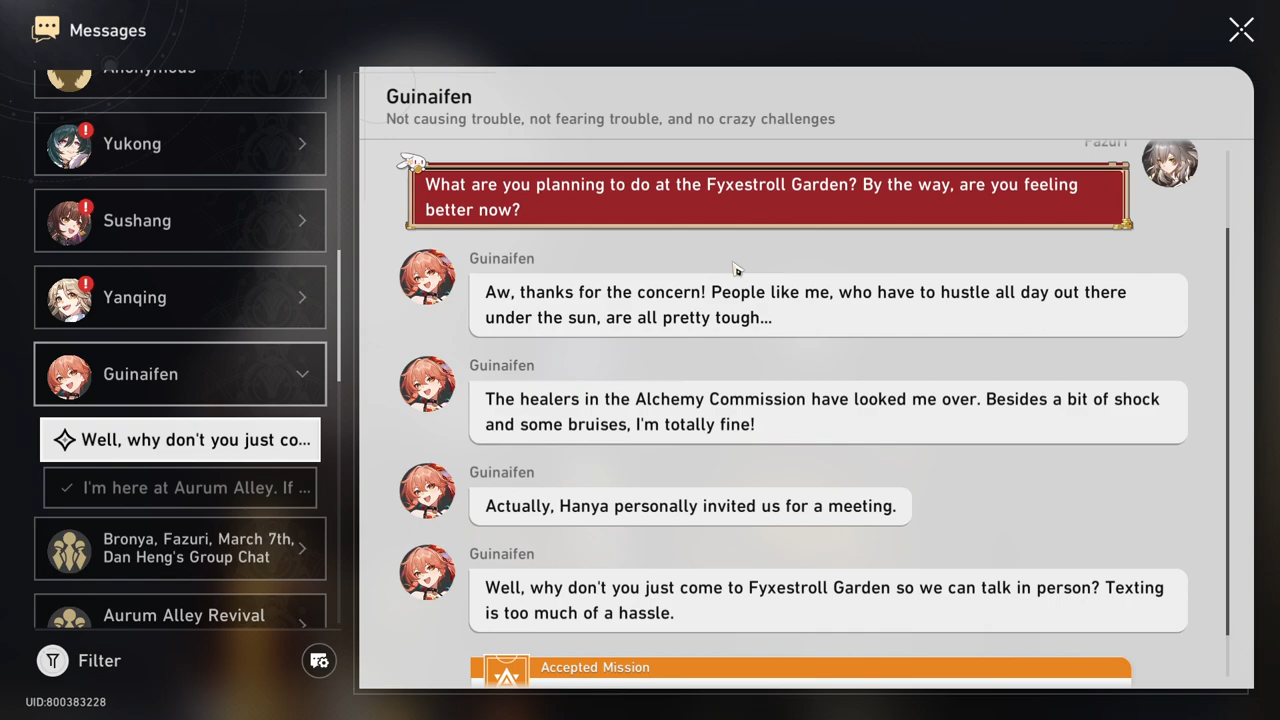 Messages
Anonymous
Yukong
Sushang
Yanqing
Guinaifen
Well, why don't you just co...
I'm here at Aurum Alley. If ...
Bronya, Fazuri, March 7th,
Dan Heng's Group Chat
Aurum Alley Revival
Filter
UID:800383228
Guinaifen
Not causing trouble, not fearing trouble, and no crazy challenges
Fazuri
What are you planning to do at the Fyxestroll Garden? By the way, are you feeling
better now?
Guinaifen
Aw, thanks for the concern! People like me, who have to hustle all day out there
under the sun, are all pretty tough...
Guinaifen
The healers in the Alchemy Commission have looked me over. Besides a bit of shock
and some bruises, I'm totally fine!
Guinaifen
Actually, Hanya personally invited us for a meeting.
Guinaifen
Well, why don't you just come to Fyxestroll Garden so we can talk in person? Texting
is too much of a hassle.
Accepted Mission